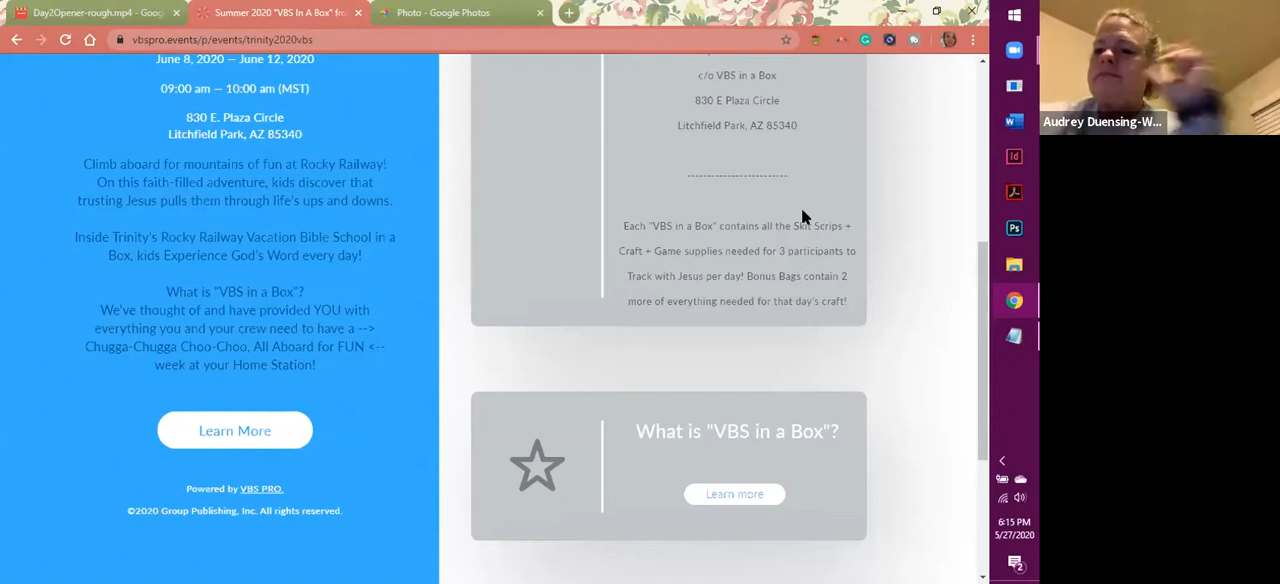 Day2Opener-rough.mp4 - Goog
Summer 2020 "VBS In A Box" fro
Photo - Google Photos
vbspro.events/p/events/trinity2020vbs
June 8, 2020 — June 12, 2020
09:00 am — 10:00 am (MST)
830 E. Plaza Circle
Litchfield Park, AZ 85340
Climb aboard for mountains of fun at Rocky Railway!
On this faith-filled adventure, kids discover that
trusting Jesus pulls them through life's ups and downs.
Inside Trinity's Rocky Railway Vacation Bible School in a
Box, kids Experience God's Word every day!
What is "VBS in a Box"?
We've thought of and have provided YOU with
everything you and your crew need to have a -->
Chugga-Chugga Choo-Choo, All Aboard for FUN <--
week at your Home Station!
Learn More
Powered by VBS PRO.
©2020 Group Publishing, Inc. All rights reserved.
c/o VBS in a Box
830 E Plaza Circle
Litchfield Park, AZ 85340
-------------------------
Each "VBS in a Box" contains all the Skit Scrips +
Craft + Game supplies needed for 3 participants to
Track with Jesus per day! Bonus Bags contain 2
more of everything needed for that day's craft!
What is "VBS in a Box"?
Learn more
Id
Ps
6:15 PM
5/27/2020
2
Audrey Duensing-W...